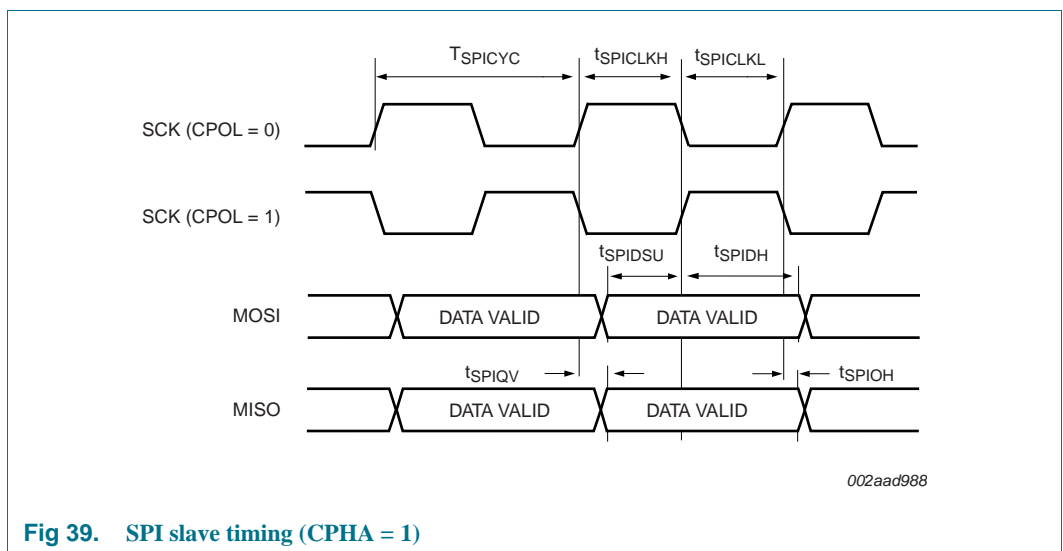 TSPICYC tSPICLKH tSPICLKL
SCK (CPOL = 0)
SCK (CPOL = 1)
tSPIDSU tSPIDH
MOSI DATA VALID DATA VALID
tSPIQV tSPIOH
MISO DATA VALID DATA VALID
002aad988
Fig 39. SPI slave timing (CPHA = 1)